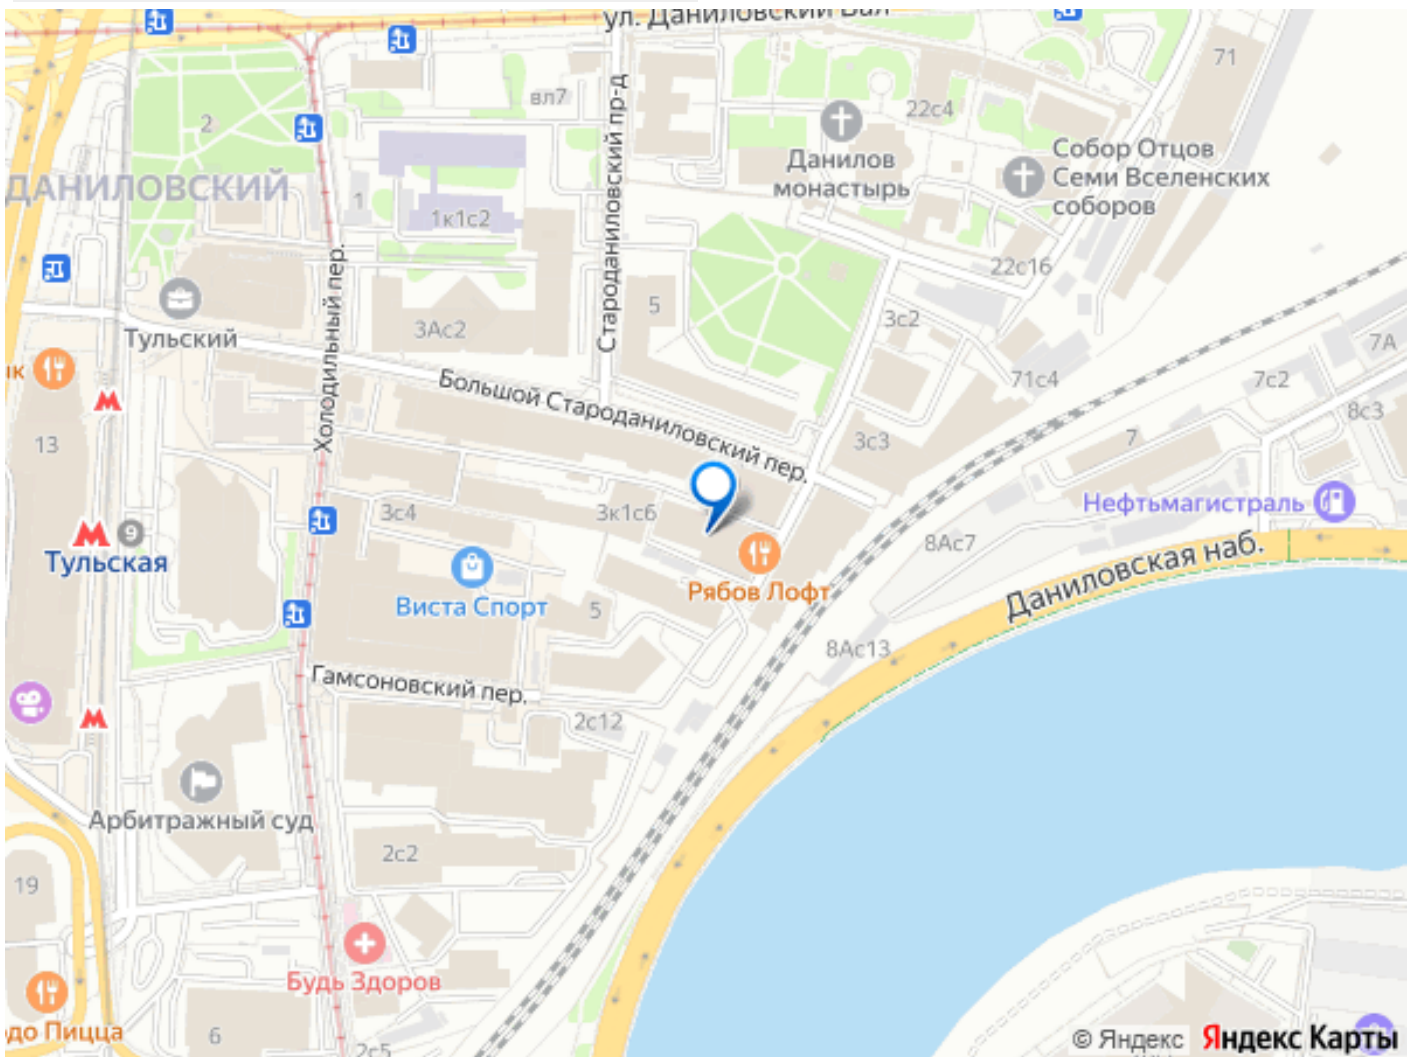 ул. Даниловский Вал
71
вл7
2
22с4
Старопданиловский пр-д
Данилов
монастырь
Собор Отцов
Семи Вселенских
соборов
ДАНИЛОВСКИЙ
1
1к1с2
Холодильный пер.
22с16
5
3с2
3Ас2
Тульский
7А
7с2
71с4
8с3
Большой Староданиловский пер.
3с3
7
13
Нефтьмагистраль
3с4
3к1с6
9
Тульская
8Ас7
Даниловская наб.
Виста Спорт
Рябов Лофт
5
8Ас13
Гамсоновский пер.
2с12
Арбитражный суд
2с2
19
Будь Здоров
до Пицца
6
2с5
© Яндекс Яндекс Карты